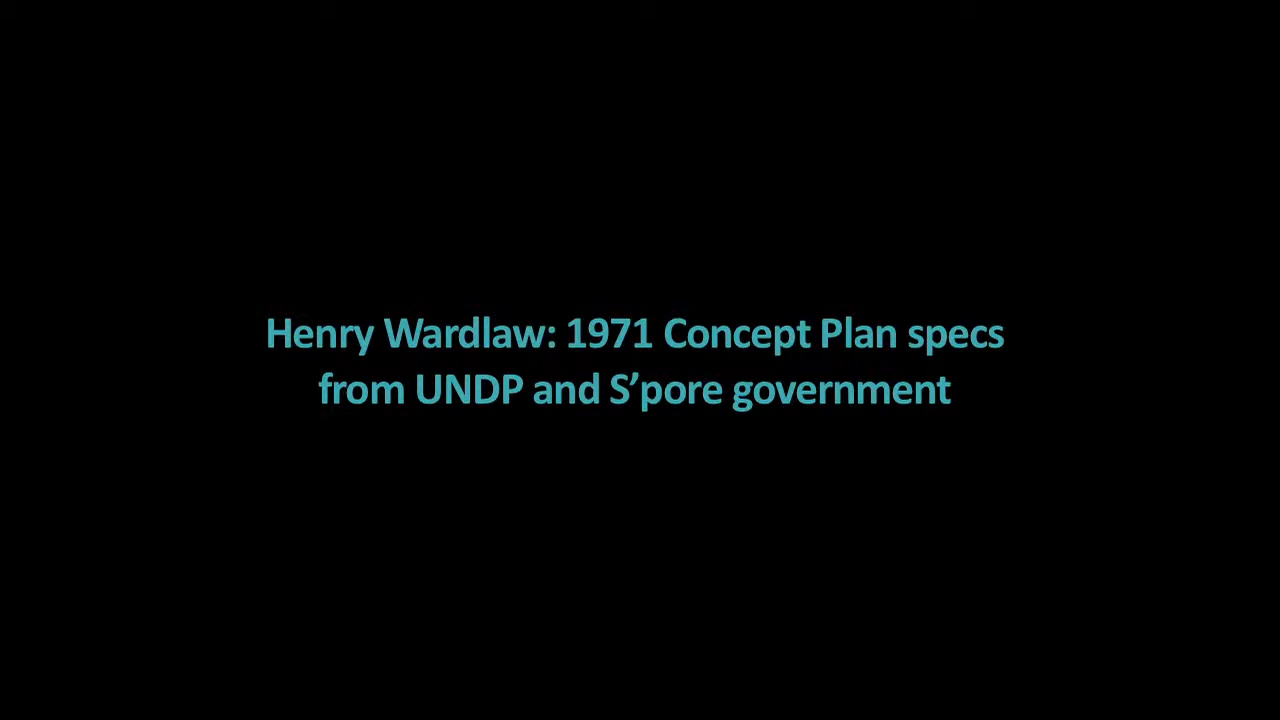 Henry Wardlaw: 1971 Concept Plan specs
from UNDP and S’pore government